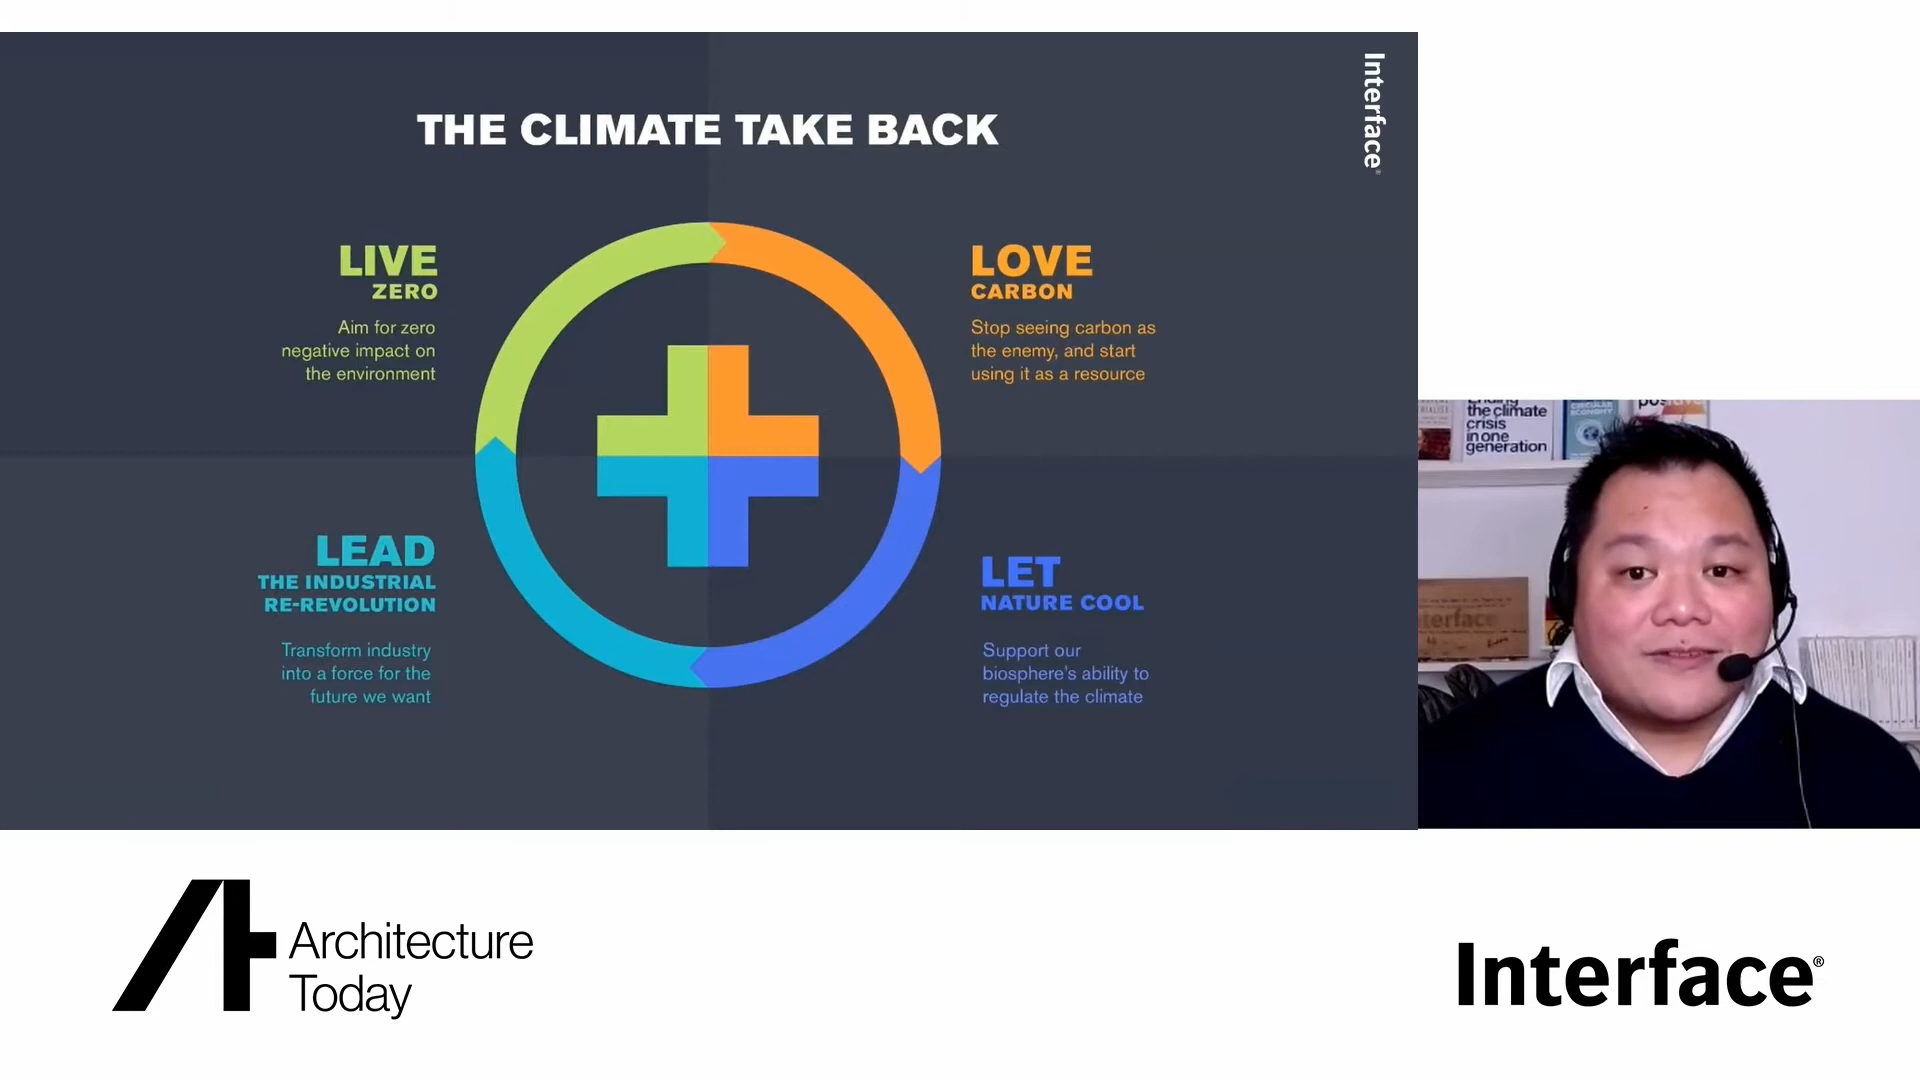 THE CLIMATE TAKE BACK
Interface®
LIVE
ZERO
Aim for zero
negative impact on
the environment
LOVE
CARBON
Stop seeing carbon as
the enemy, and start
using it as a resource
LEAD
THE INDUSTRIAL
RE-REVOLUTION
Transform industry
into a force for the
future we want
LET
NATURE COOL
Support our
biosphere's ability to
regulate the climate
the climate
crisis
in one
generation
CIRCULAR
ECONOMY
terface
Architecture
Today
Interface®